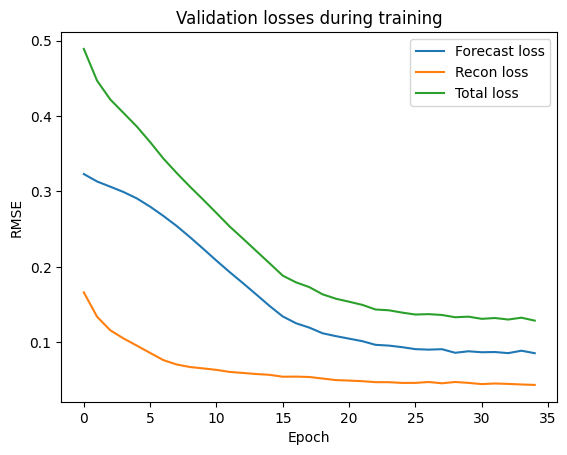 Validation losses during training
Forecast loss
Recon loss
Total loss
RMSE
0.5
0.4
0.3
0.2
0.1
0 5 10 15 20 25 30 35
Epoch